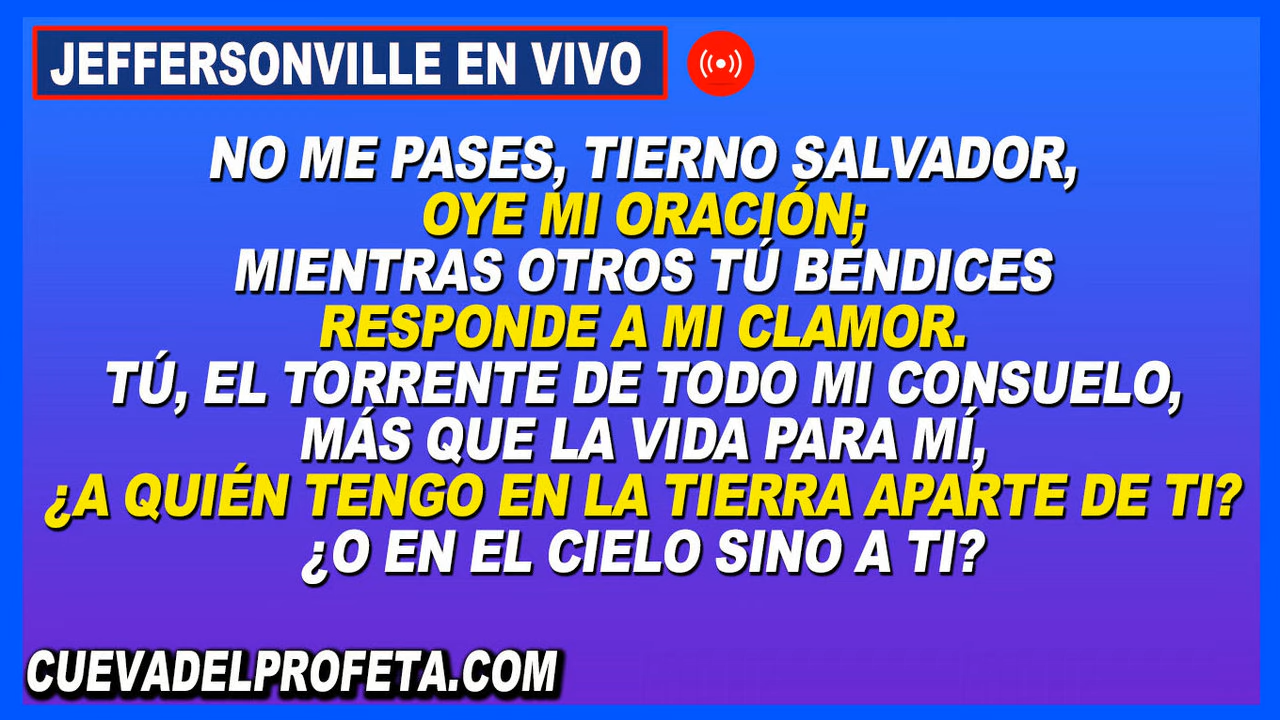 JEFFERSONVILLE EN VIVO
NO ME PASES, TIERNO SALVADOR,
OYE MI ORACIÓN;
MIENTRAS OTROS TÚ BENDICES
RESPONDE A MI CLAMOR.
TÚ, EL TORRENTE DE TODO MI CONSUELO,
MÁS QUE LA VIDA PARA MÍ,
¿A QUIÉN TENGO EN LA TIERRA APARTE DE TI?
¿O EN EL CIELO SINO A TI?
CUEVADELPROFETA.COM